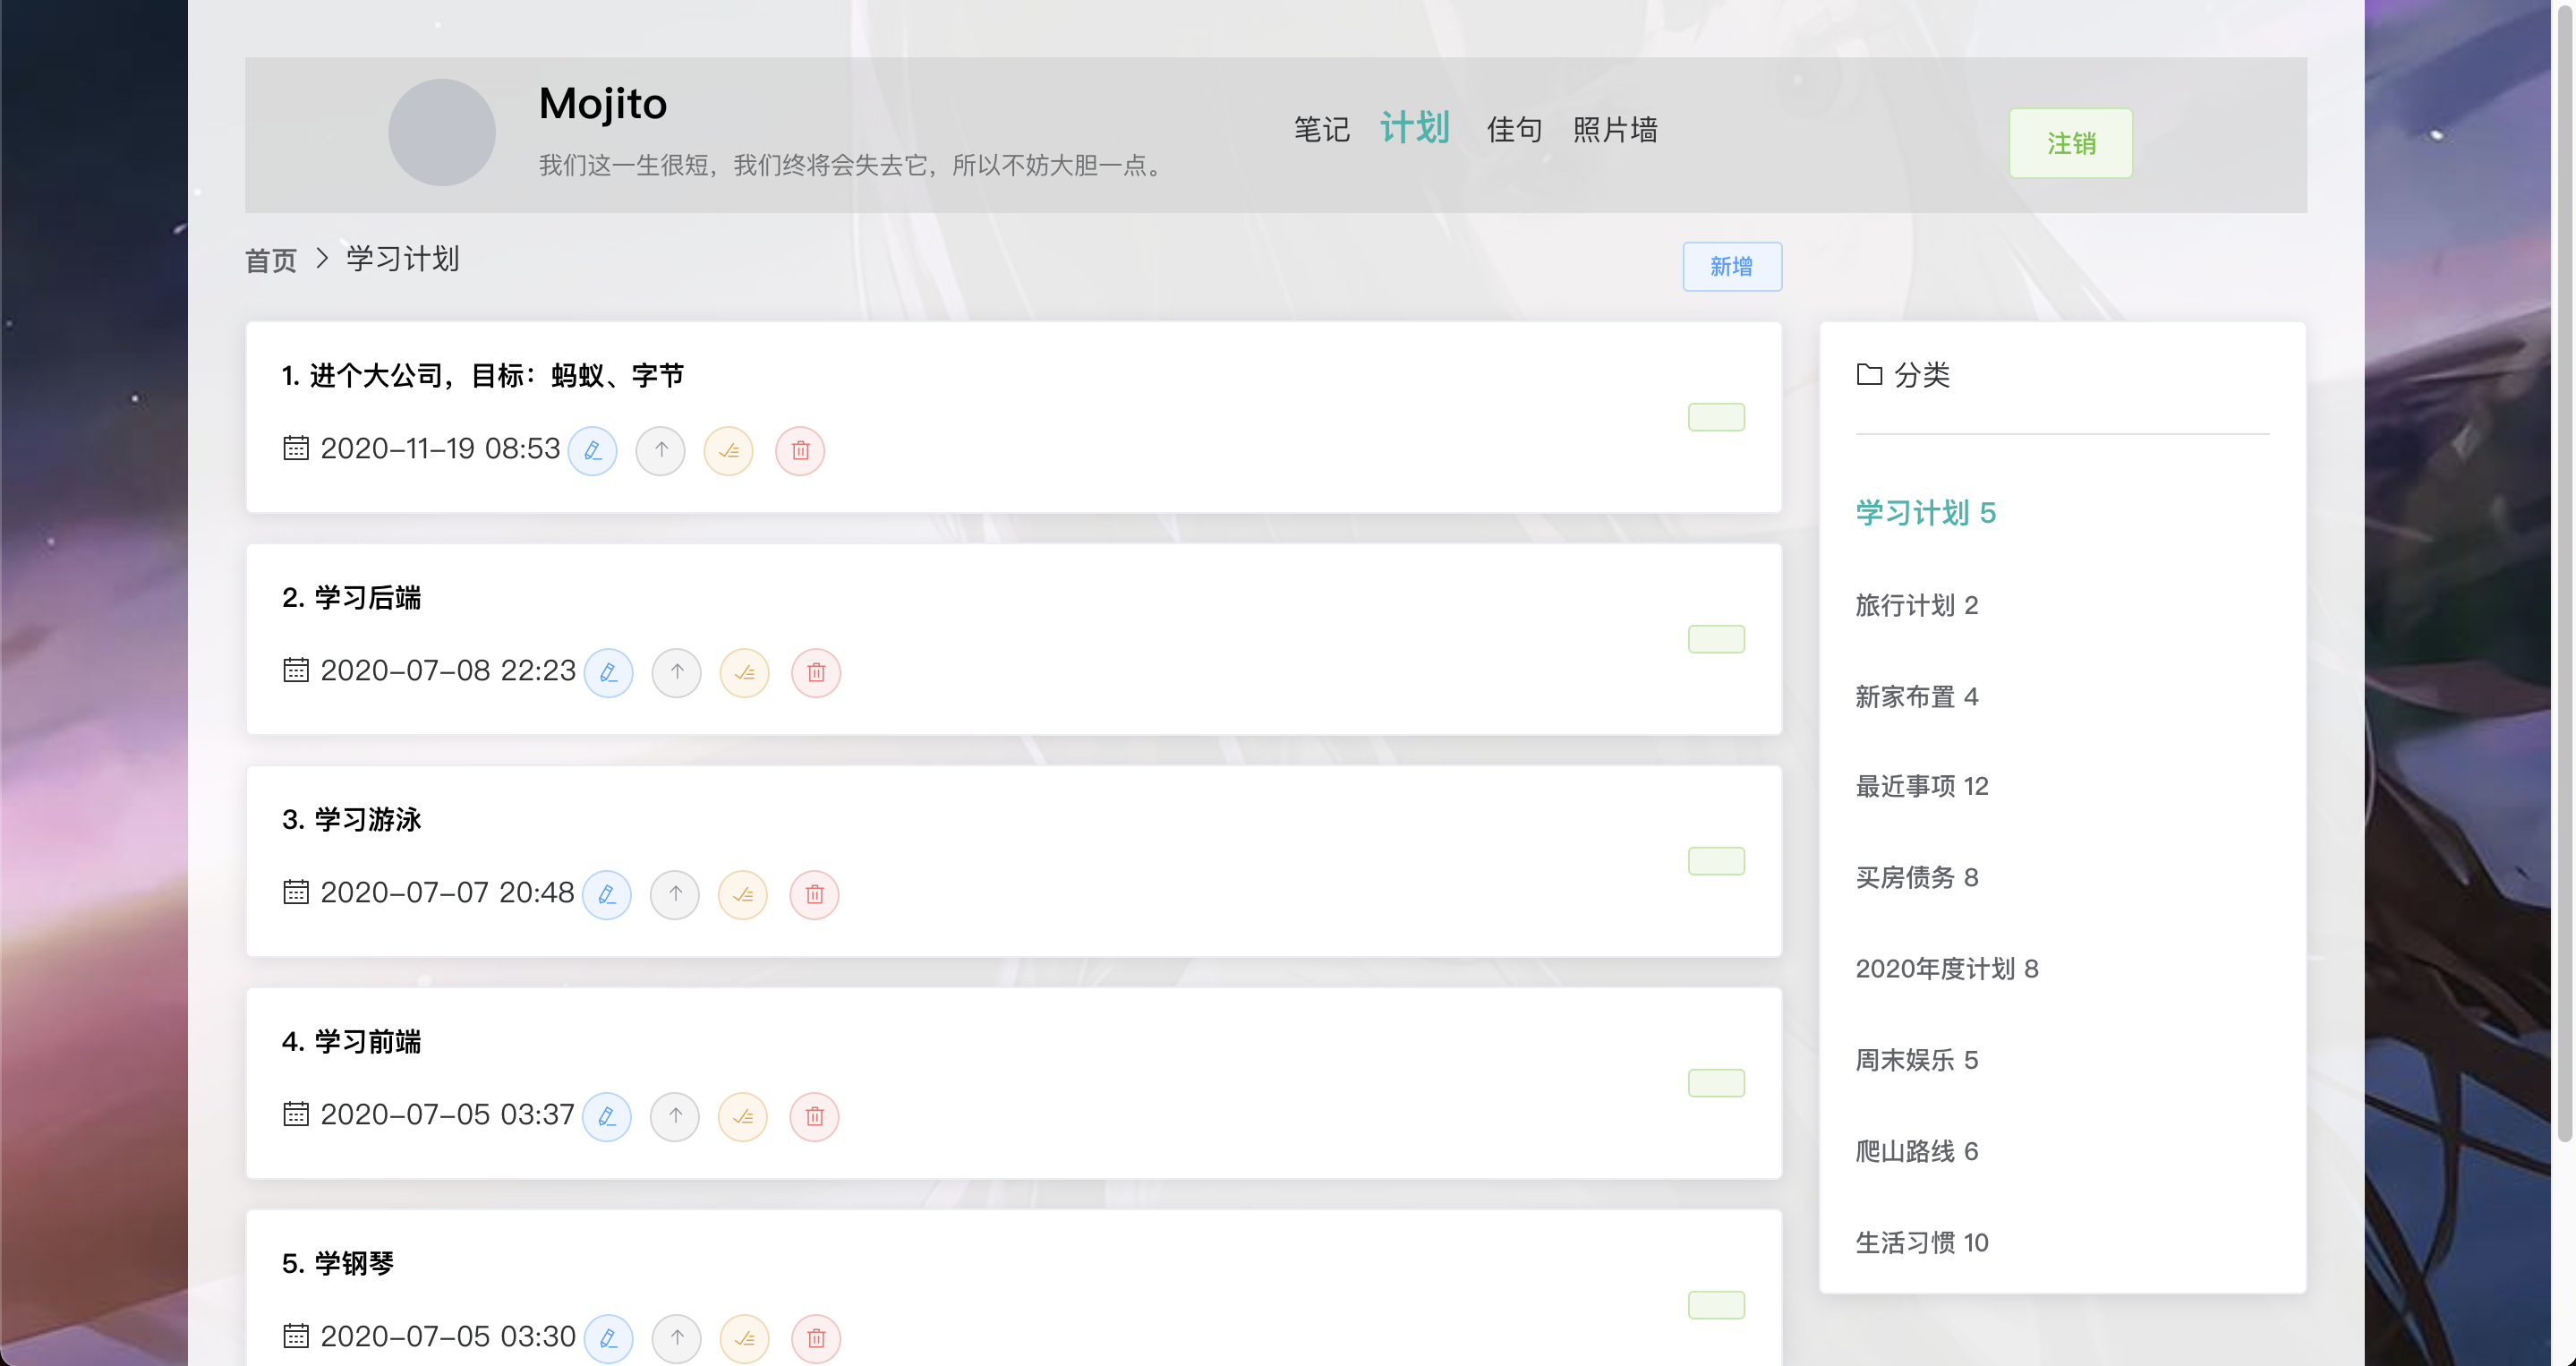 Mojito
我们这一生很短，我们终将会失去它，所以不妨大胆一点。
笔记 计划 佳句 照片墙
注销
首页 > 学习计划
新增
1. 进个大公司，目标：蚂蚁、字节
2020-11-19 08:53
2. 学习后端
2020-07-08 22:23
3. 学习游泳
2020-07-07 20:48
4. 学习前端
2020-07-05 03:37
5. 学钢琴
2020-07-05 03:30
分类
学习计划 5
旅行计划 2
新家布置 4
最近事项 12
买房债务 8
2020年度计划 8
周末娱乐 5
爬山路线 6
生活习惯 10